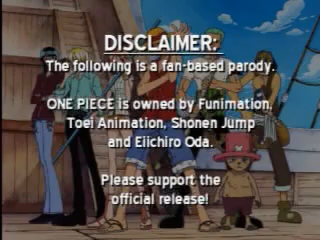 DISCLAIMER:
The following is a fan-based parody.
ONE PIECE is owned by Funimation,
Toei Animation, Shonen Jump
and Eiichiro Oda.
Please support the
official release!